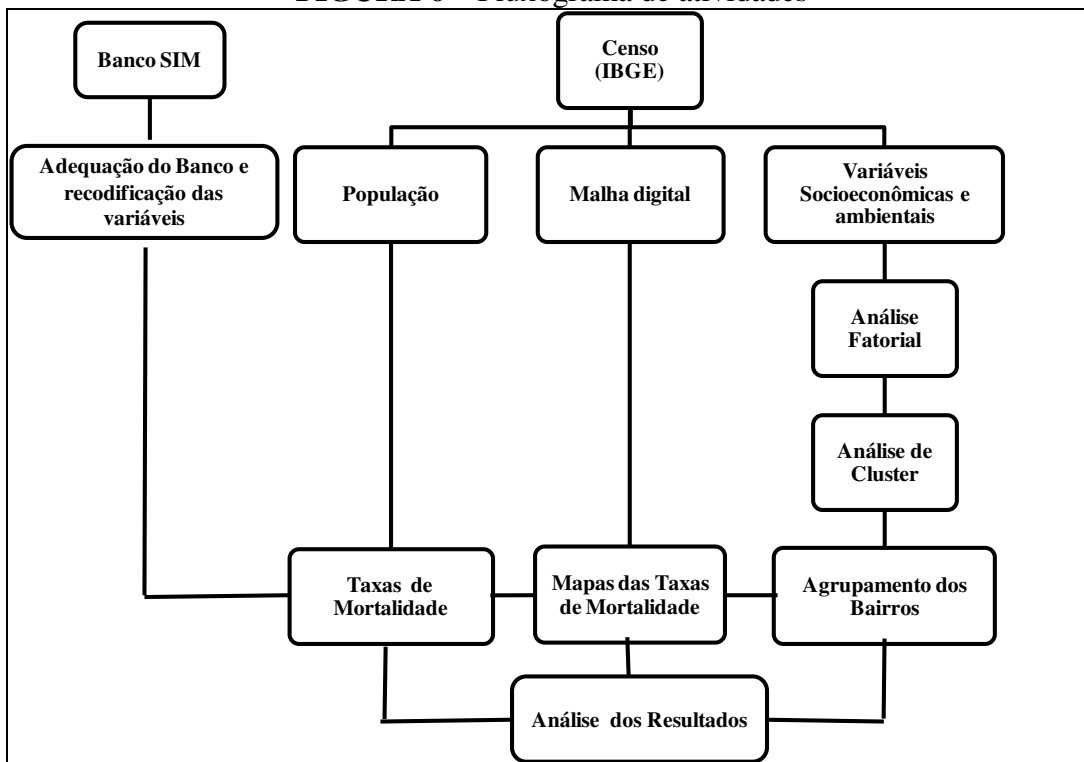 FIGURA 6 – Fluxograma de atividades
Banco SIM
Censo
(IBGE)
Adequação do Banco e
recodificação das
variáveis
População
Malha digital
Variáveis
Socioeconômicas e
ambientais
Análise
Fatorial
Análise de
Cluster
Taxas de
Mortalidade
Mapas das Taxas
de Mortalidade
Agrupamento dos
Bairros
Análise dos Resultados